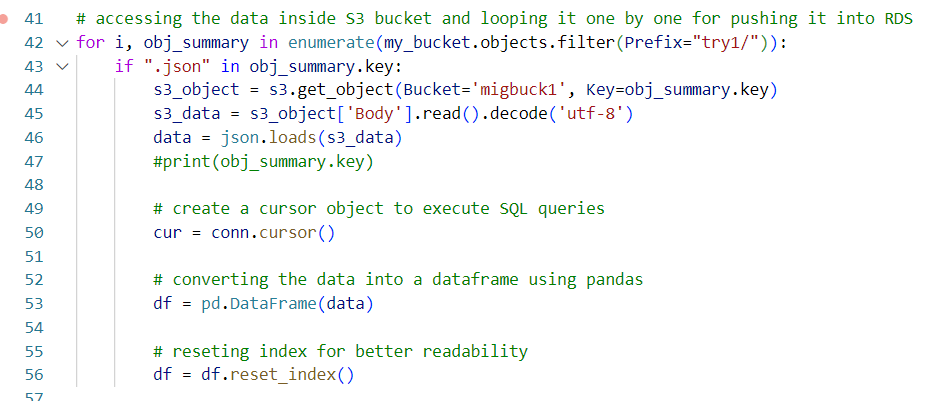 41 # accessing the data inside S3 bucket and looping it one by one for pushing it into RDS
42 for i, obj_summary in enumerate(my_bucket.objects.filter(Prefix="try1/")):
43 if ".json" in obj_summary.key:
44 s3_object = s3.get_object(Bucket='migbuck1', Key=obj_summary.key)
45 s3_data = s3_object['Body'].read().decode('utf-8')
46 data = json.loads(s3_data)
47 #print(obj_summary.key)
48
49 # create a cursor object to execute SQL queries
50 cur = conn.cursor()
51
52 # converting the data into a dataframe using pandas
53 df = pd.DataFrame(data)
54
55 # reseting index for better readability
56 df = df.reset_index()
57